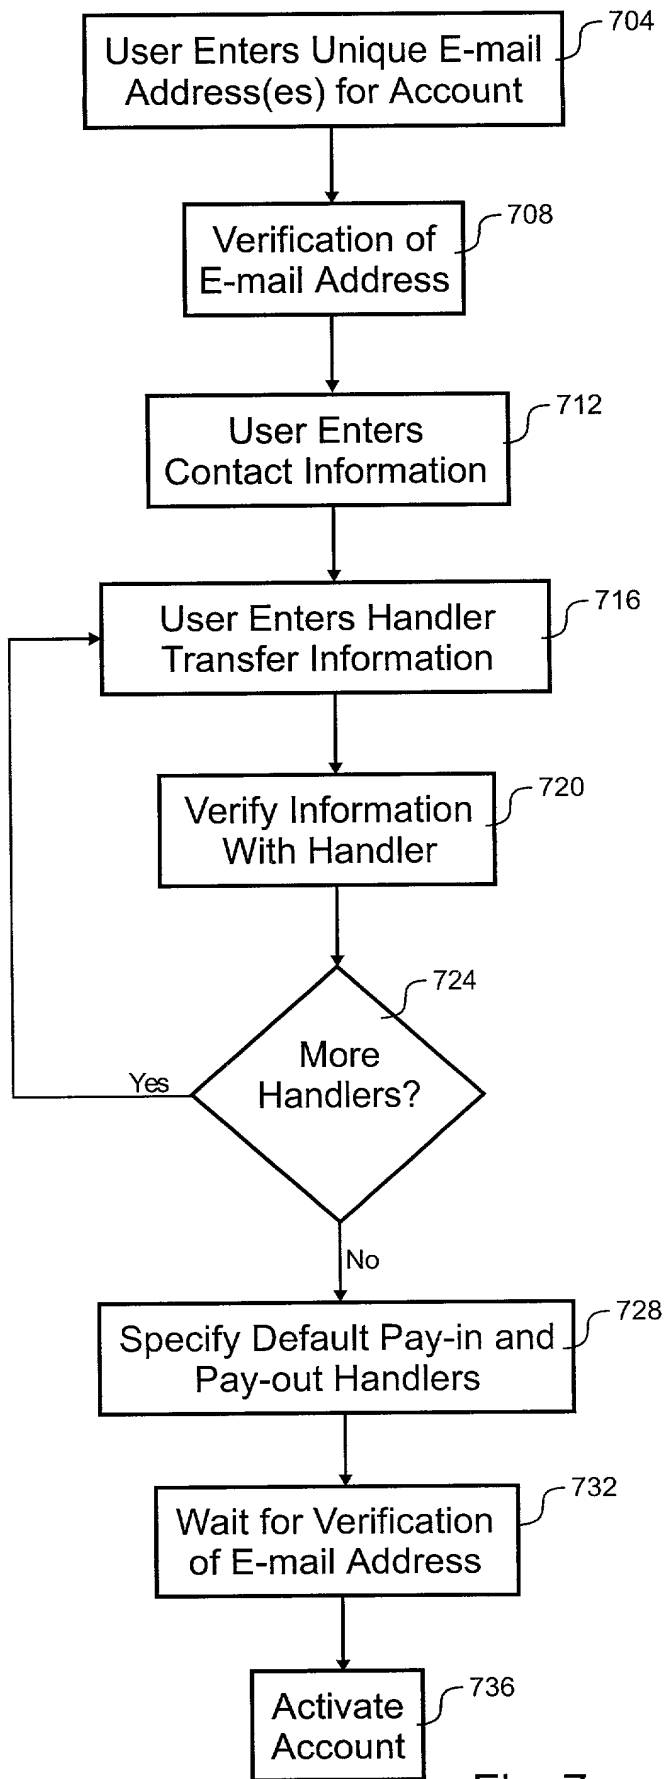 704
User Enters Unique E-mail
Address(es) for Account
708
Verification of
E-mail Address
712
User Enters
Contact Information
716
User Enters Handler
Transfer Information
720
Verify Information
With Handler
724
More
Handlers?
Yes
No
728
Specify Default Pay-in and
Pay-out Handlers
732
Wait for Verification
of E-mail Address
736
Activate
Account